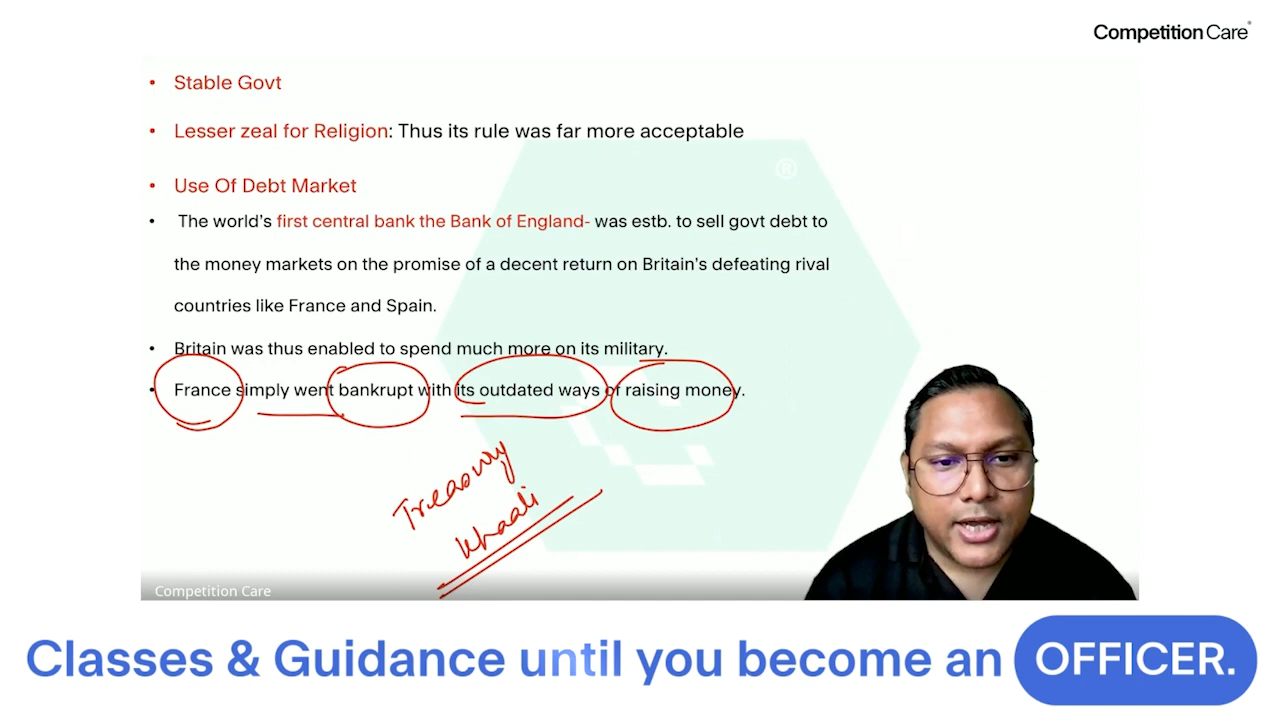 Competition Care®
• Stable Govt
• Lesser zeal for Religion: Thus its rule was far more acceptable
®
• Use Of Debt Market
• The world's first central bank the Bank of England- was estb. to sell govt debt to
the money markets on the promise of a decent return on Britain's defeating rival
countries like France and Spain.
• Britain was thus enabled to spend much more on its military.
• France simply went bankrupt with its outdated ways of raising money.
Treasury
khaali
Competition Care
Classes & Guidance until you become an OFFICER.